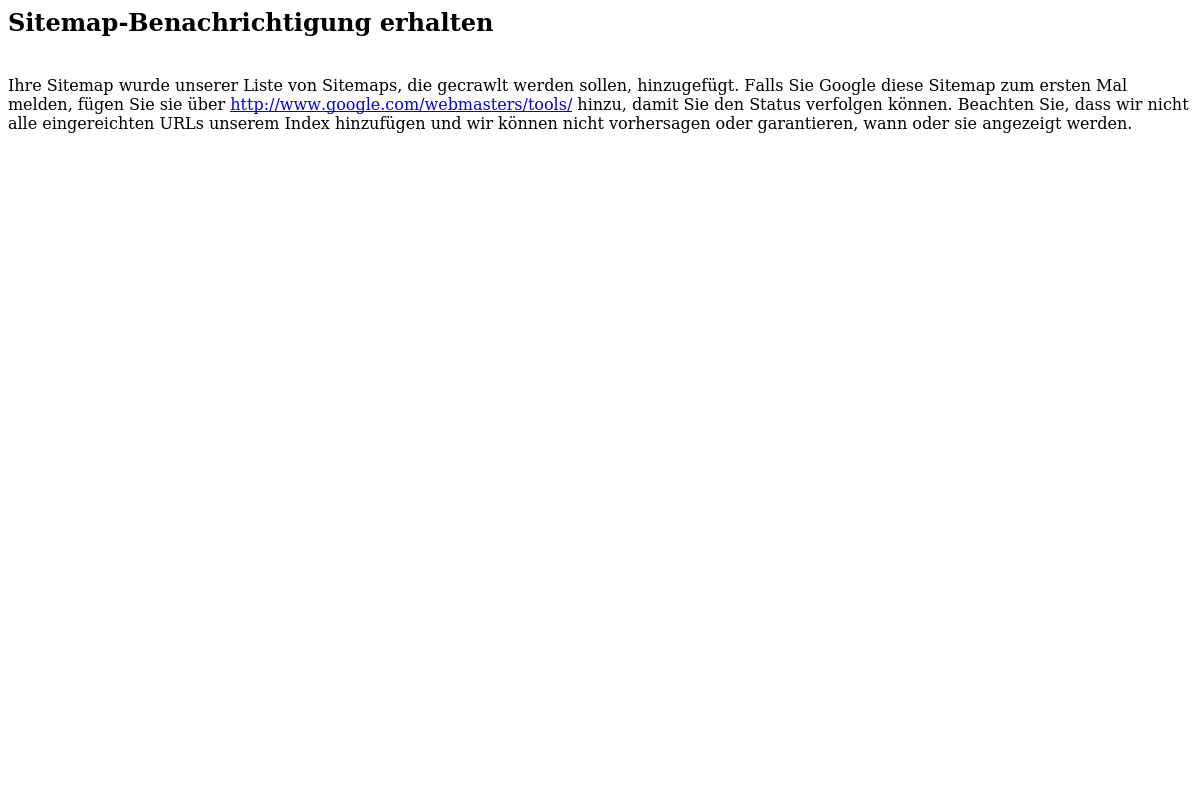 Sitemap-Benachrichtigung erhalten
Ihre Sitemap wurde unserer Liste von Sitemaps, die gecrawlt werden sollen, hinzugefügt. Falls Sie Google diese Sitemap zum ersten Mal
melden, fügen Sie sie über http://www.google.com/webmasters/tools/ hinzu, damit Sie den Status verfolgen können. Beachten Sie, dass wir nicht
alle eingereichten URLs unserem Index hinzufügen und wir können nicht vorhersagen oder garantieren, wann oder sie angezeigt werden.